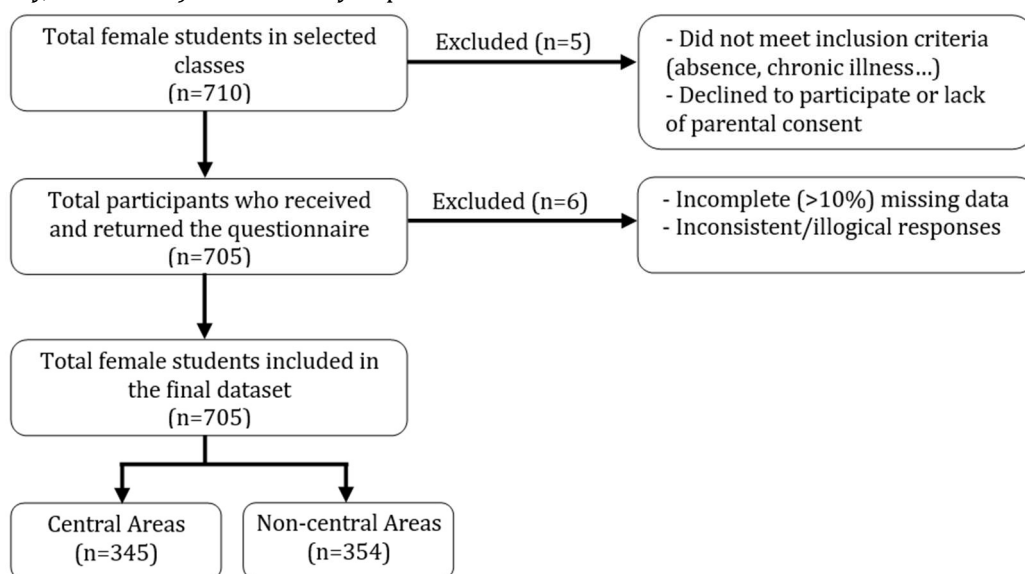 Total female students in selected
classes
(n=710)
Excluded (n=5)
- Did not meet inclusion criteria
(absence, chronic illness...)
- Declined to participate or lack
of parental consent
Total participants who received
and returned the questionnaire
(n=705)
Excluded (n=6)
- Incomplete (>10%) missing data
- Inconsistent/illogical responses
Total female students included in
the final dataset
(n=705)
Central Areas
(n=345)
Non-central Areas
(n=354)